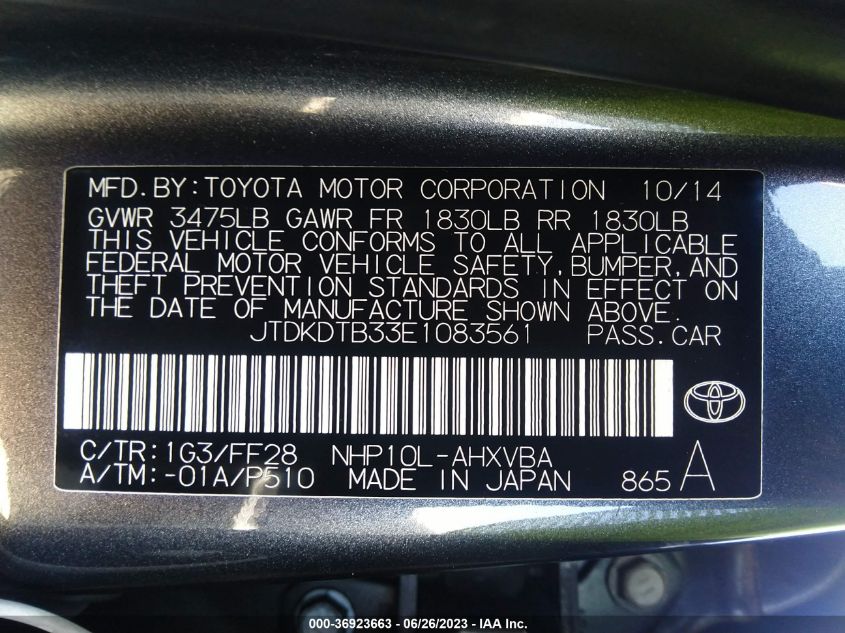 MFD.BY:TOYOTA MOTOR CORPORATION 10/14
GVWR 3475LB GAWR FR 1830LB RR 1830LB
THIS VEHICLE CONFORMS TO ALL APPLICABLE
FEDERAL MOTOR VEHICLE SAFETY,BUMPER,AND
THEFT PREVENTION STANDARDS IN EFFECT ON
THE DATE OF MANUFACTURE SHOWN ABOVE.
JTDKDTB33E1083561 PASS.CAR
C/TR:1G3/FF28 NHP10L-AHXVBA
A/TM:-01A/P510 MADE IN JAPAN 865 A
000-36923663 - 06/26/2023 - IAA Inc.